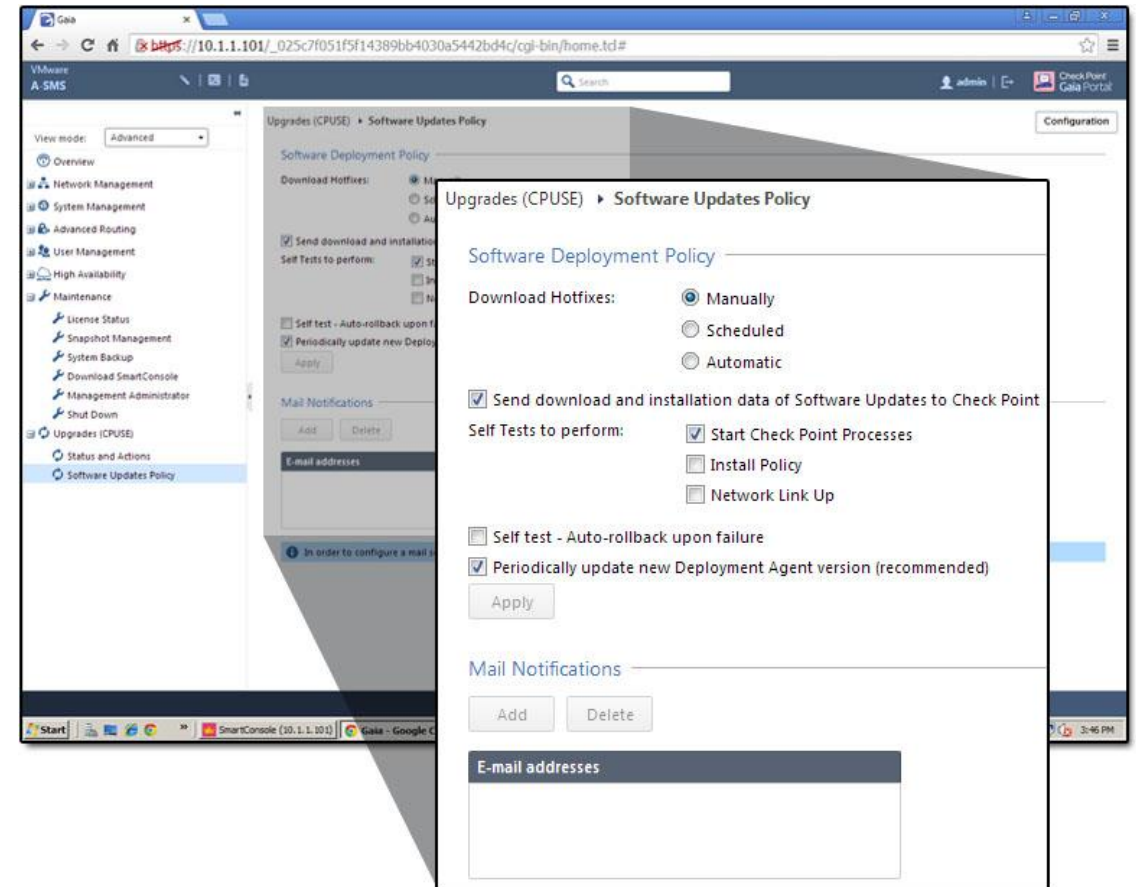 Gaia
https://10.1.1.101/_025c7f051f5f14389bb4030a5442bd4c/cgi-bin/home.tcl#
VMware
A-SMS
Search
admin
Check Point
Gaia Portal
View mode: Advanced
Overview
Network Management
System Management
Advanced Routing
User Management
High Availability
Maintenance
License Status
Snapshot Management
System Backup
Download SmartConsole
Management Administrator
Shut Down
Upgrades (CPUSE)
Status and Actions
Software Updates Policy
Upgrades (CPUSE) Software Updates Policy
Configuration
Software Deployment Policy
Download Hotfixes:
Send download and installation
Self Tests to perform:
Self test - Auto-rollback upon
Periodically update new
Apply
Mail Notifications
Add Delete
E-mail addresses
In order to configure a mail
Upgrades (CPUSE) Software Updates Policy
Software Deployment Policy
Download Hotfixes: Manually
Scheduled
Automatic
Send download and installation data of Software Updates to Check Point
Self Tests to perform: Start Check Point Processes
Install Policy
Network Link Up
Self test - Auto-rollback upon failure
Periodically update new Deployment Agent version (recommended)
Apply
Mail Notifications
Add Delete
E-mail addresses
Start
SmartConsole (10.1.1.101)
Gaia - Google
3:46 PM